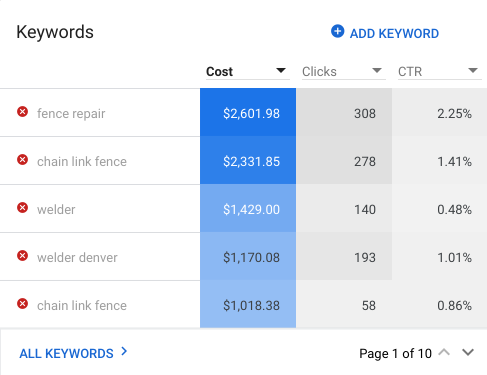 Keywords
ADD KEYWORD
Cost Clicks CTR
fence repair $2,601.98 308 2.25%
chain link fence $2,331.85 278 1.41%
welder $1,429.00 140 0.48%
welder denver $1,170.08 193 1.01%
chain link fence $1,018.38 58 0.86%
ALL KEYWORDS Page 1 of 10